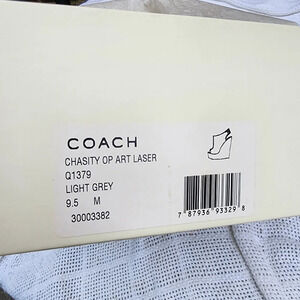 COACH
CHASITY OP ART LASER
Q1379
LIGHT GREY
9.5 M
30003382
7 87936 93329 8